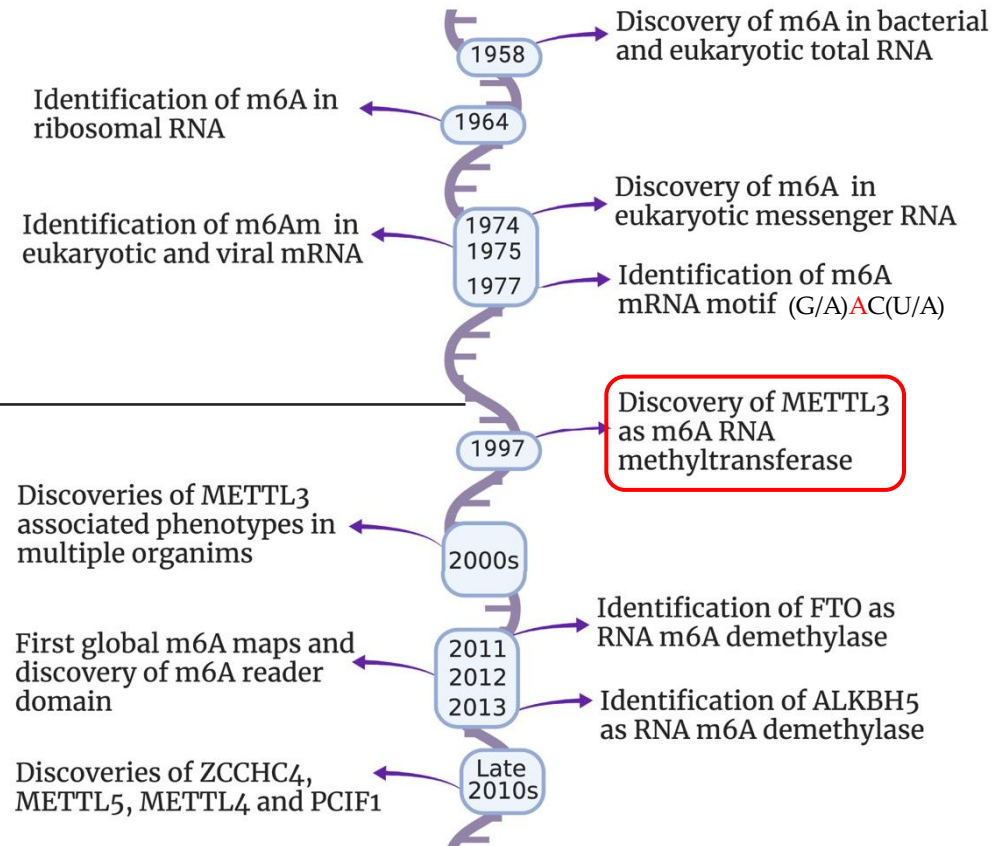 1958
Discovery of m6A in bacterial
and eukaryotic total RNA
Identification of m6A in
ribosomal RNA
1964
Discovery of m6A in
eukaryotic messenger RNA
Identification of m6Am in
eukaryotic and viral mRNA
1974
1975
1977
Identification of m6A
mRNA motif (G/A)AC(U/A)
Discovery of METTL3
as m6A RNA
methyltransferase
1997
Discoveries of METTL3
associated phenotypes in
multiple organims
2000s
Identification of FTO as
RNA m6A demethylase
First global m6A maps and
discovery of m6A reader
domain
2011
2012
2013
Identification of ALKBH5
as RNA m6A demethylase
Discoveries of ZCCHC4,
METTL5, METTL4 and PCIF1
Late
2010s